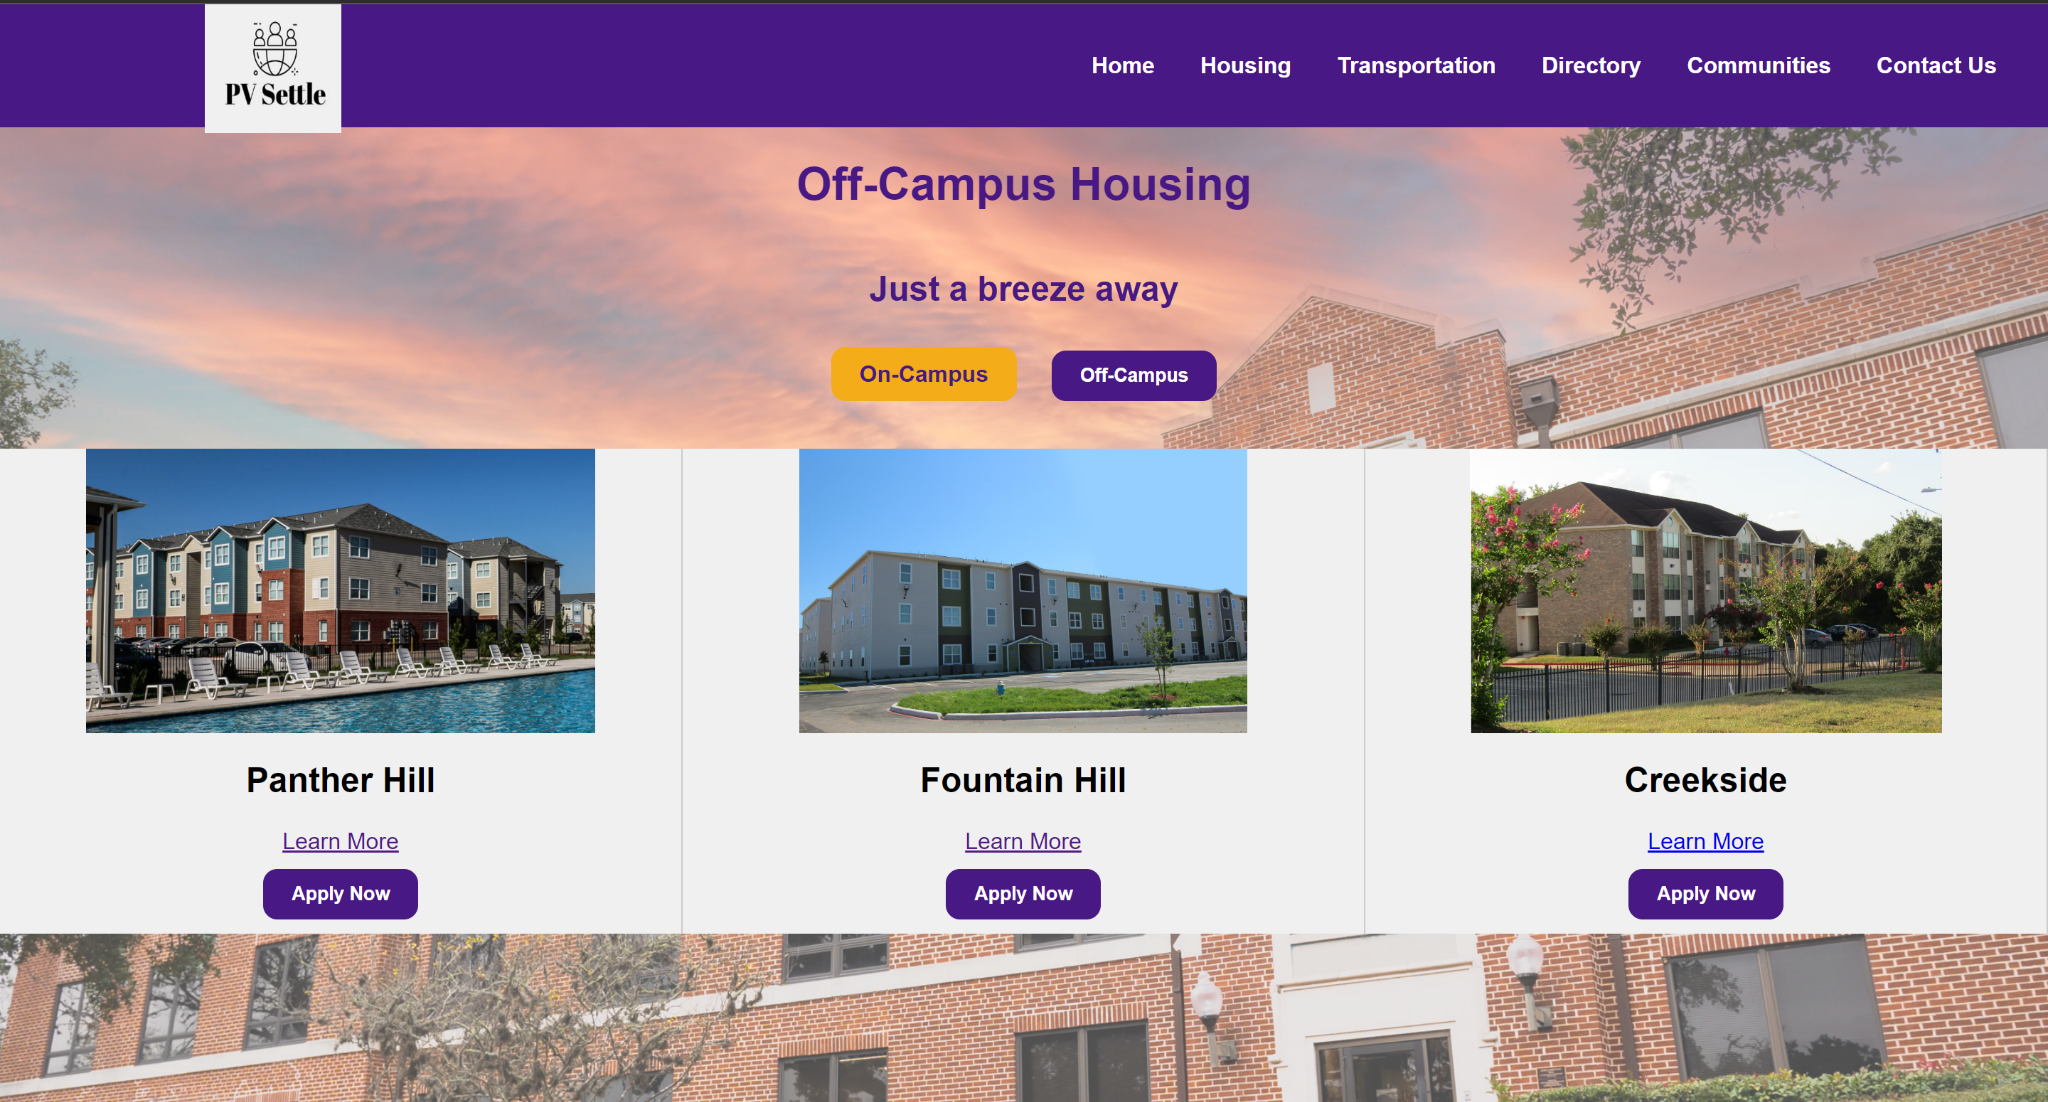 PV Settle
Home Housing Transportation Directory Communities Contact Us
Off-Campus Housing
Just a breeze away
On-Campus Off-Campus
Panther Hill
Learn More
Apply Now
Fountain Hill
Learn More
Apply Now
Creekside
Learn More
Apply Now